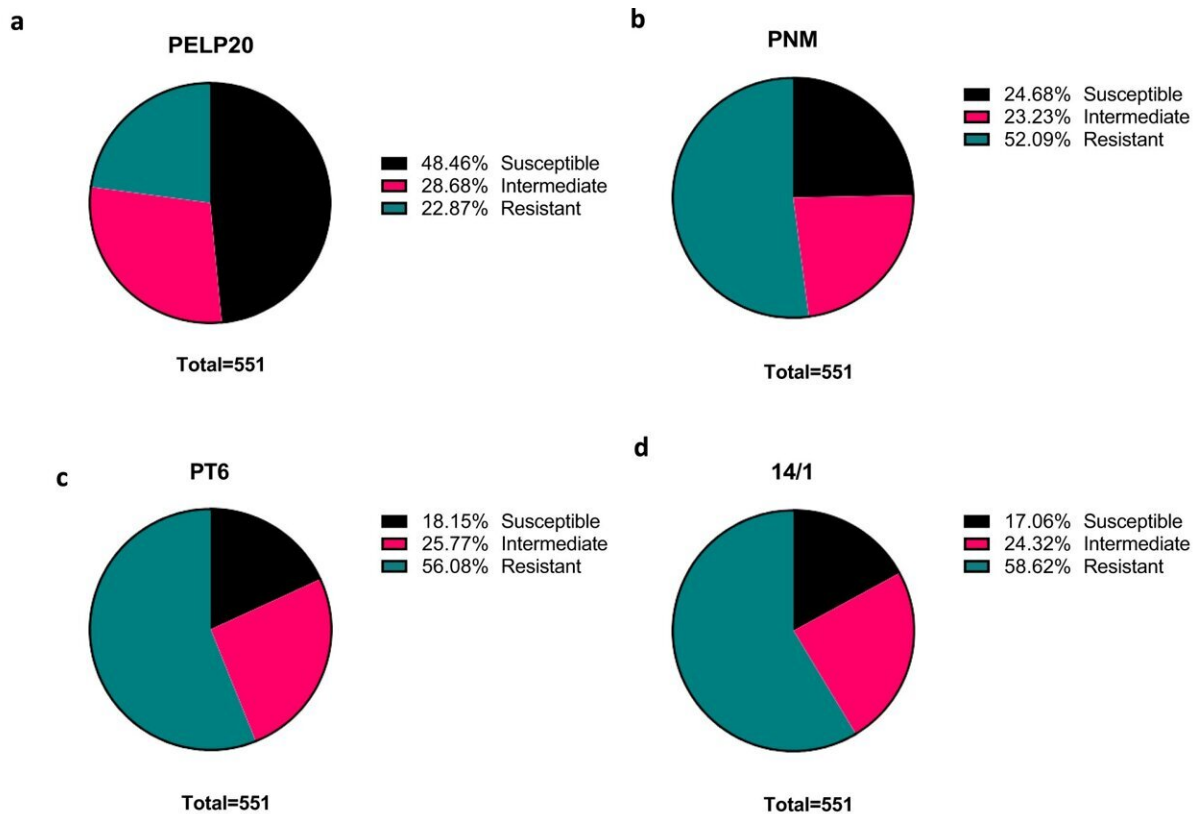 a
PELP20
48.46% Susceptible
28.68% Intermediate
22.87% Resistant
Total=551
b
PNM
24.68% Susceptible
23.23% Intermediate
52.09% Resistant
Total=551
c
PT6
18.15% Susceptible
25.77% Intermediate
56.08% Resistant
Total=551
d
14/1
17.06% Susceptible
24.32% Intermediate
58.62% Resistant
Total=551